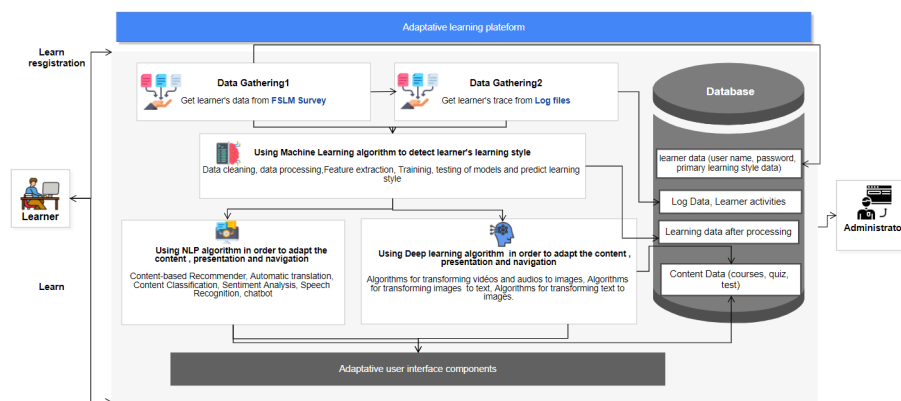 Adaptative learning plateform
Learn
resgistration
Data Gathering1
Get learner's data from FSLM Survey
Data Gathering2
Get learner's trace from Log files
Database
Using Machine Learning algorithm to detect learner's learning style
Data cleaning, data processing,Feature extraction, Training, testing of models and predict learning
style
learner data (user name, password,
primary learning style data)
Log Data, Learner activities
Learning data after processing
Content Data (courses, quiz,
test)
Learner
Administrato
Using NLP algorithm in order to adapt the
content , presentation and navigation
Content-based Recommender, Automatic translation,
Content Classification, Sentiment Analysis, Speech
Recognition, chatbot
Using Deep learning algorithm in order to adapt the content ,
presentation and navigation
Algorithms for transforming vidéos and audios to images, Algorithms
for transforming images to text, Algorithms for transforming text to
images.
Learn
Adaptative user interface components